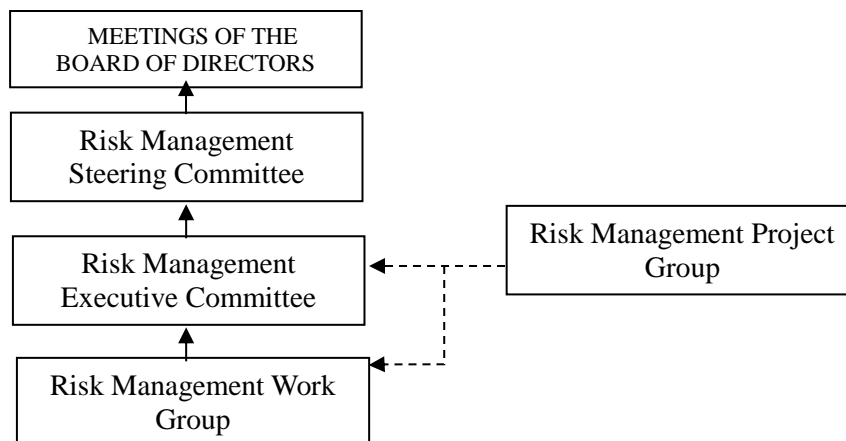 MEETINGS OF THE
BOARD OF DIRECTORS
Risk Management
Steering Committee
Risk Management
Executive Committee
Risk Management Project
Group
Risk Management Work
Group